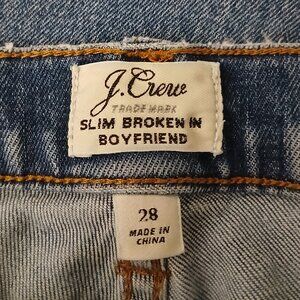 J.Crew
TRADE MARK
SLIM BROKEN IN
BOYFRIEND
28
MADE IN
CHINA